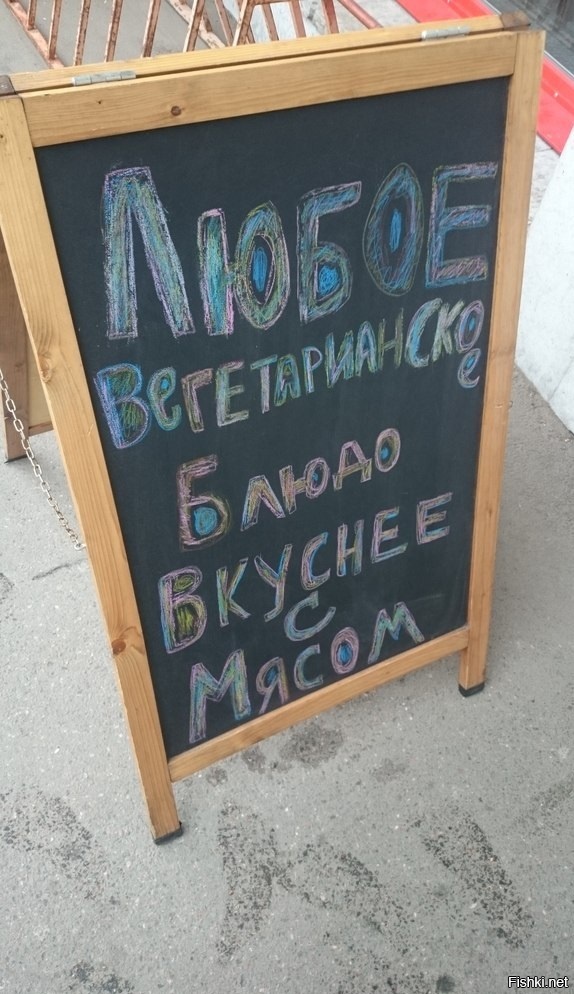 ЛЮБОЕ
ВеГЕТАРИАНСКОе
БЛЮДО
ВКУСНЕЕ
С
МЯСОМ
Fishki.net